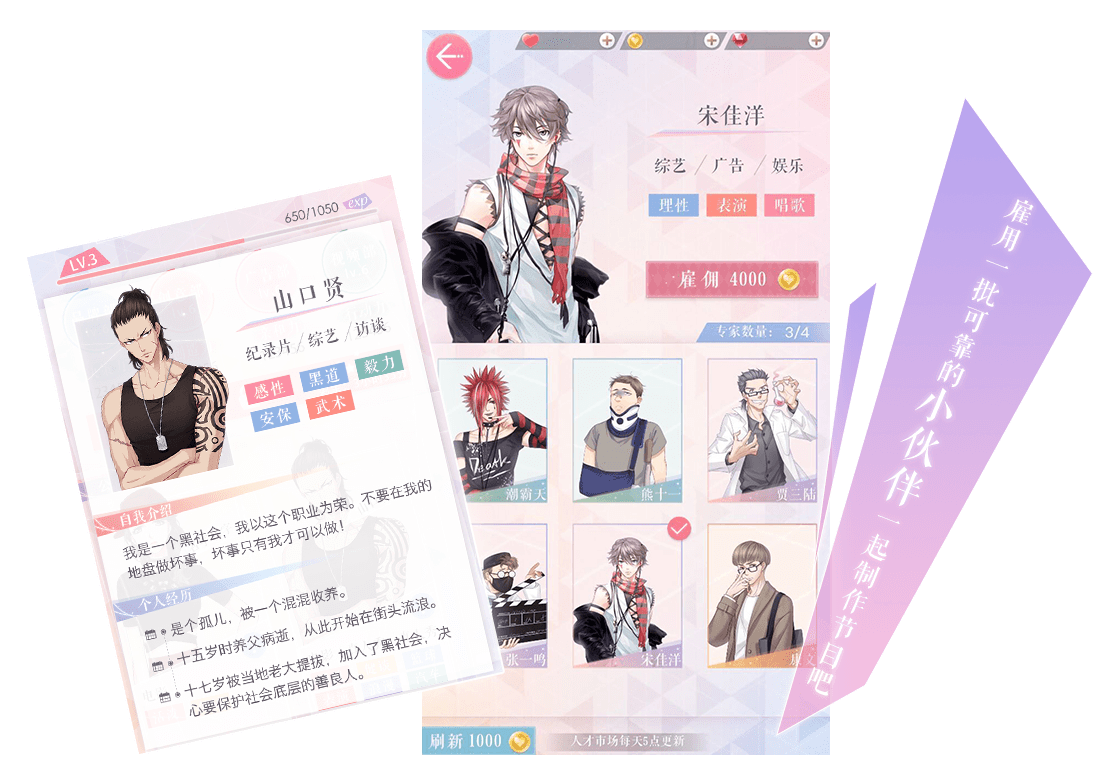 LV.3
650/1050 exp
山口贤
纪录片/综艺/访谈
感性 黑道 毅力
安保 武术
自我介绍
我是一个黑社会，我以这个职业为荣。不要在我的
地盘做坏事，坏事只有我才可以做！
个人经历
是个孤儿，被一个混混收养。
十五岁时养父病逝，从此开始在街头流浪。
十七岁被当地老大提拔，加入了黑社会，决
心要保护社会底层的善良人。
宋佳洋
综艺/广告/娱乐
理性 表演 唱歌
雇佣 4000
专家数量： 3/4
Death
潮霸天
熊十一
贾三陆
张一鸣
宋佳洋
刷新 1000
人才市场每天5点更新
雇用一批可靠的小伙伴一起制作节目吧